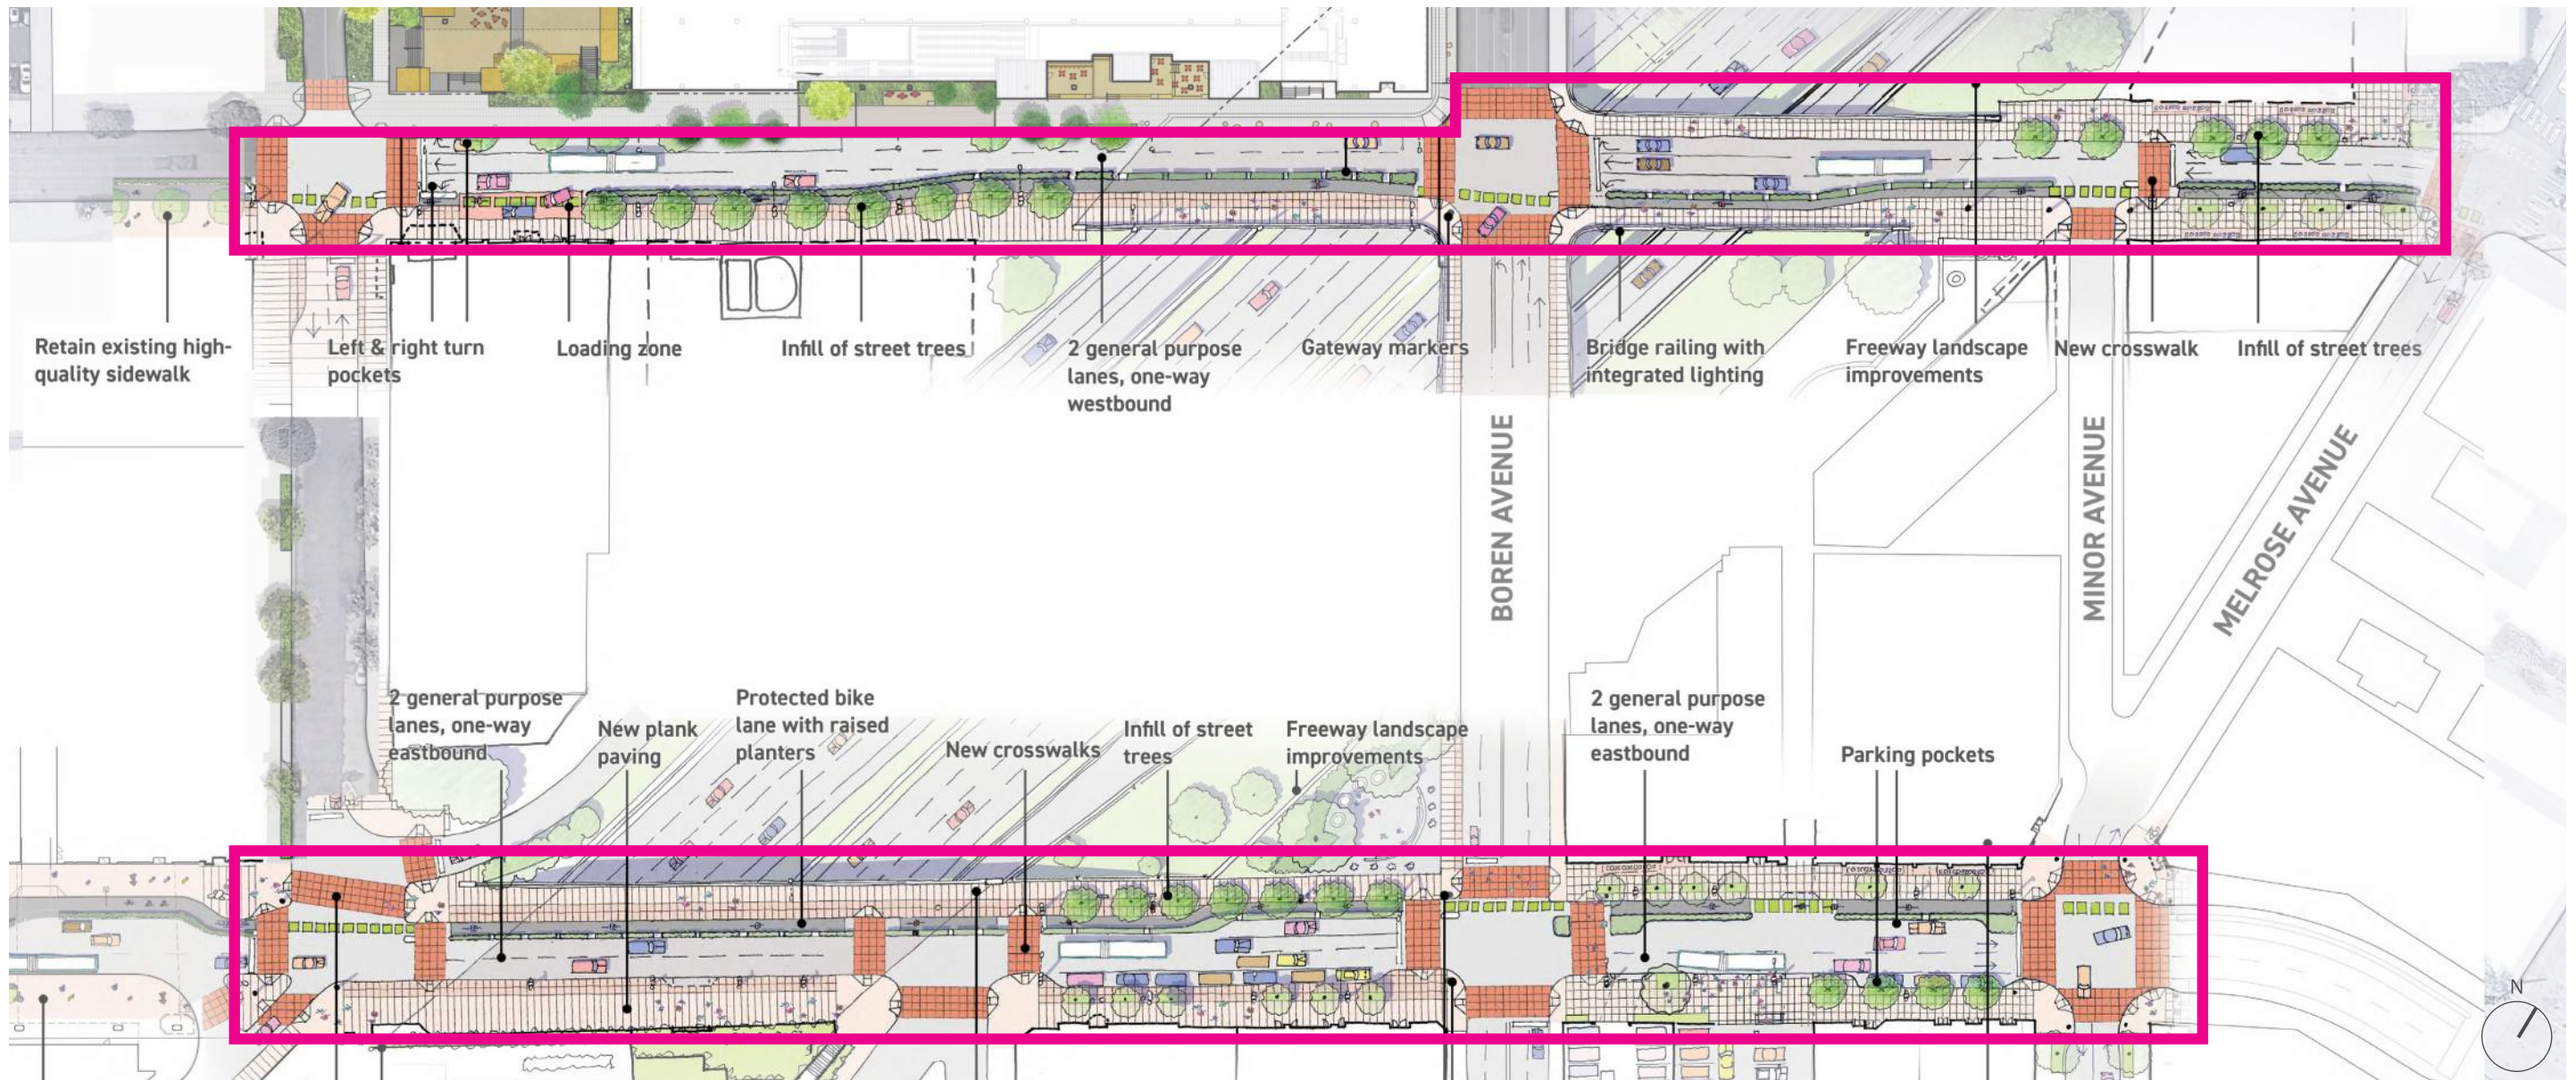 Retain existing high-
quality sidewalk
Left & right turn
pockets
Loading zone
Infill of street trees
2 general purpose
lanes, one-way
westbound
Gateway markers
Bridge railing with
integrated lighting
Freeway landscape
improvements
New crosswalk
Infill of street trees
BOREN AVENUE
MINOR AVENUE
MELROSE AVENUE
2 general purpose
lanes, one-way
eastbound
New plank
paving
Protected bike
lane with raised
planters
New crosswalks
Infill of street
trees
Freeway landscape
improvements
2 general purpose
lanes, one-way
eastbound
Parking pockets
N